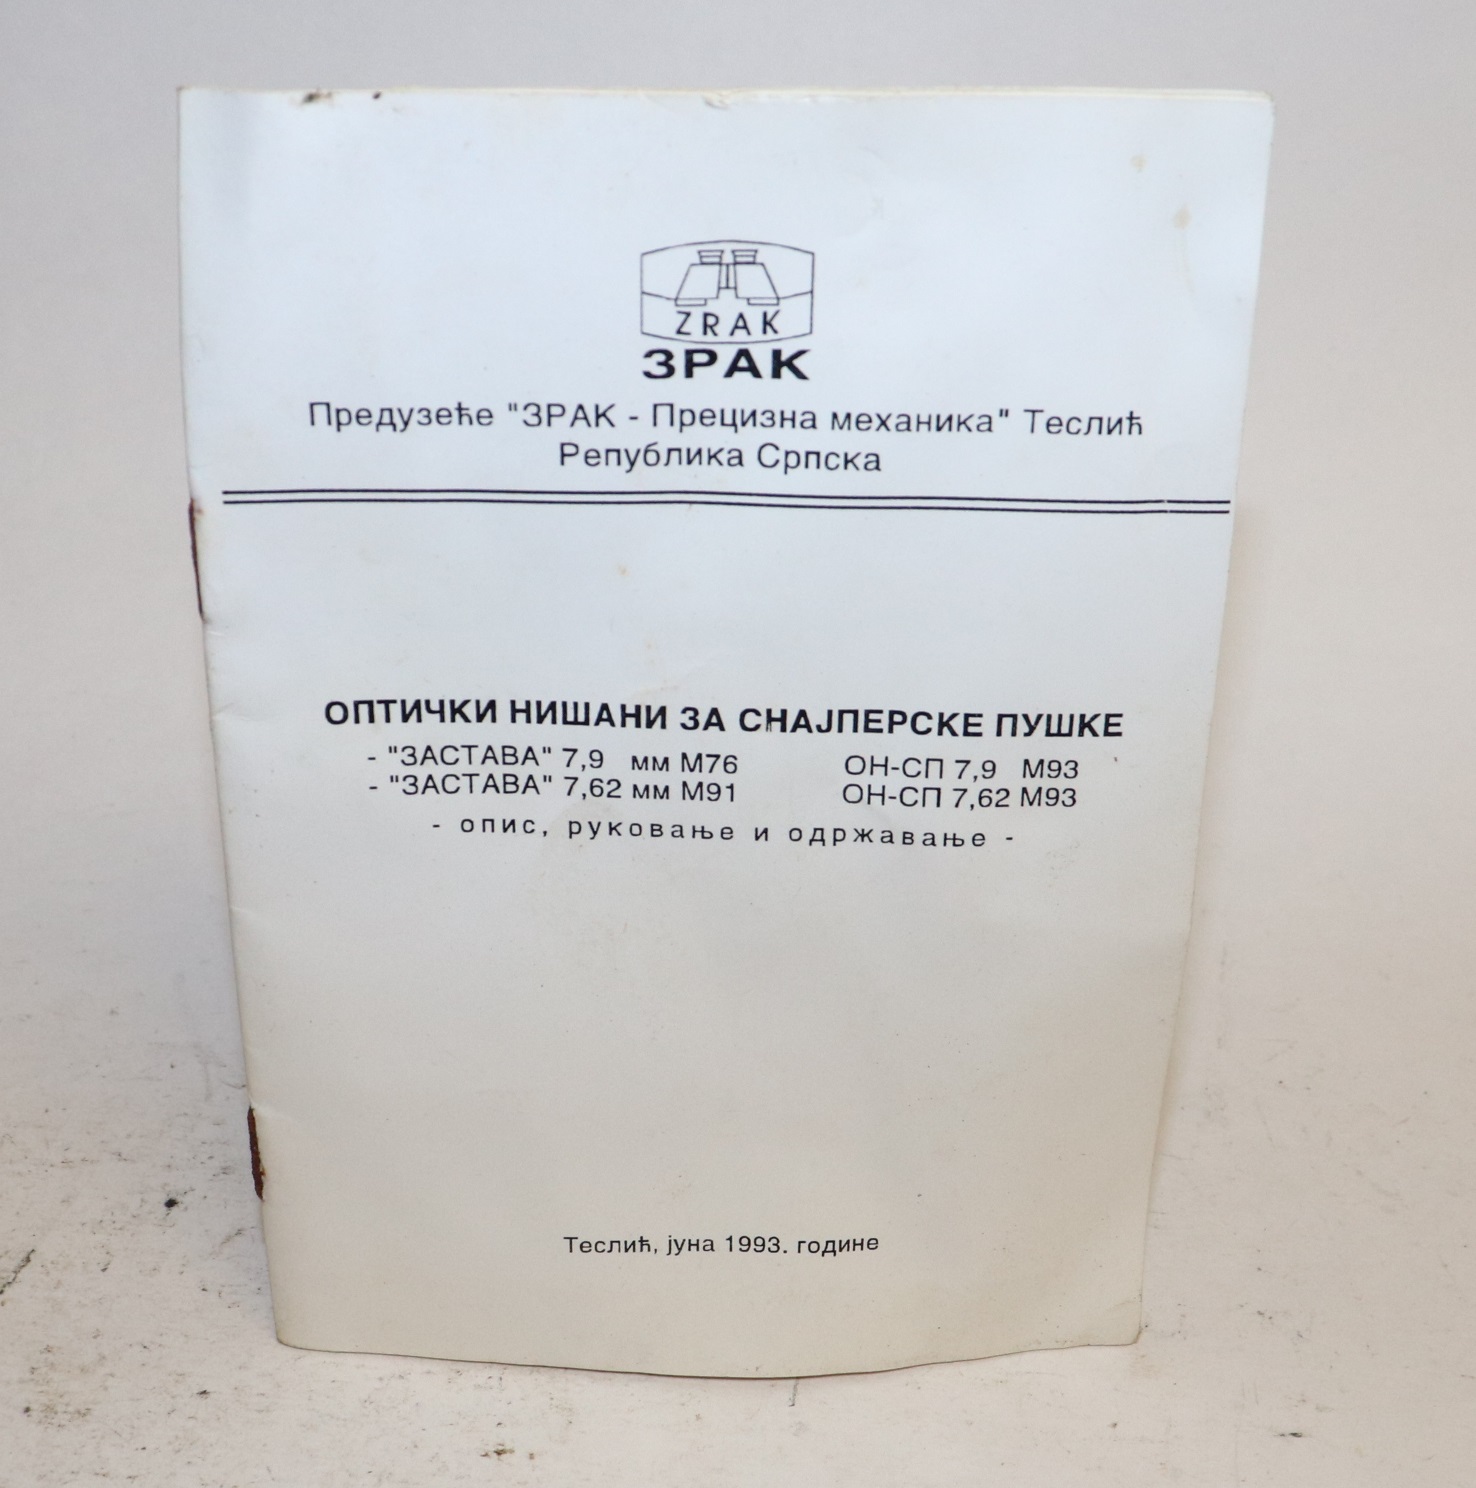 ZRAK
ЗРАК
Предузеће "ЗРАК - Прецизна механика" Теслић
Република Српска
ОПТИЧКИ НИШАНИ ЗА СНАЈПЕРСКЕ ПУШКЕ
- "ЗАСТАВА" 7,9 мм М76 ОН-СП 7,9 М93
- "ЗАСТАВА" 7,62 мм М91 ОН-СП 7,62 М93
- опис, руковање и одржавање -
Теслић, јуна 1993. године